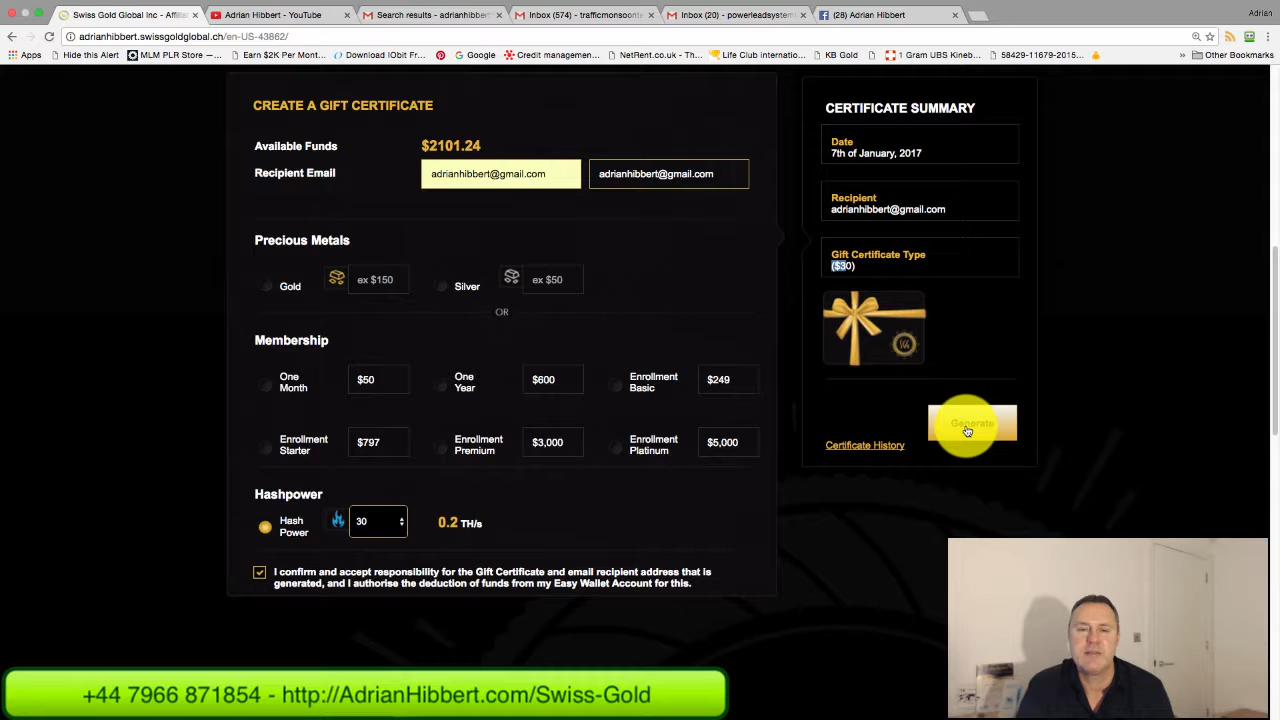 Swiss Gold Global Inc - Affilia
Adrian Hibbert - YouTube
Search results - adrianhibbert
Inbox (574) - trafficmonsoonte
Inbox (20) - powerleadsystem
(28) Adrian Hibbert
Adrian
adrianhibbert.swissgoldglobal.ch/en-US-43862/
Apps
Hide this Alert
MLM PLR Store —...
Earn $2K Per Mont...
Download IObit Fr...
Google
Credit managemen...
NetRent.co.uk - Th...
Life Club internatio...
KB Gold
1 Gram UBS Kineb...
58429-11679-2015...
Other Bookmarks
CREATE A GIFT CERTIFICATE
Available Funds
$2101.24
Recipient Email
adrianhibbert@gmail.com
adrianhibbert@gmail.com
Precious Metals
Gold
ex $150
Silver
ex $50
OR
Membership
One
Month
$50
One
Year
$600
Enrollment
Basic
$249
Enrollment
Starter
$797
Enrollment
Premium
$3,000
Enrollment
Platinum
$5,000
Hashpower
Hash
Power
30
0.2 TH/s
I confirm and accept responsibility for the Gift Certificate and email recipient address that is
generated, and I authorise the deduction of funds from my Easy Wallet Account for this.
CERTIFICATE SUMMARY
Date
7th of January, 2017
Recipient
adrianhibbert@gmail.com
Gift Certificate Type
($30)
Generate
Certificate History
+44 7966 871854 - http://AdrianHibbert.com/Swiss-Gold